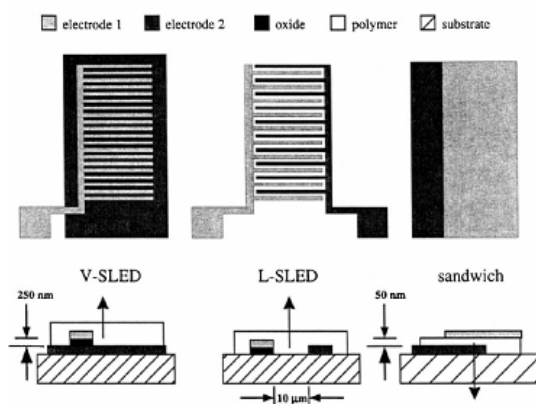 electrode 1 electrode 2 oxide polymer substrate
V-SLED L-SLED sandwich
250 nm
50 nm
10 μm